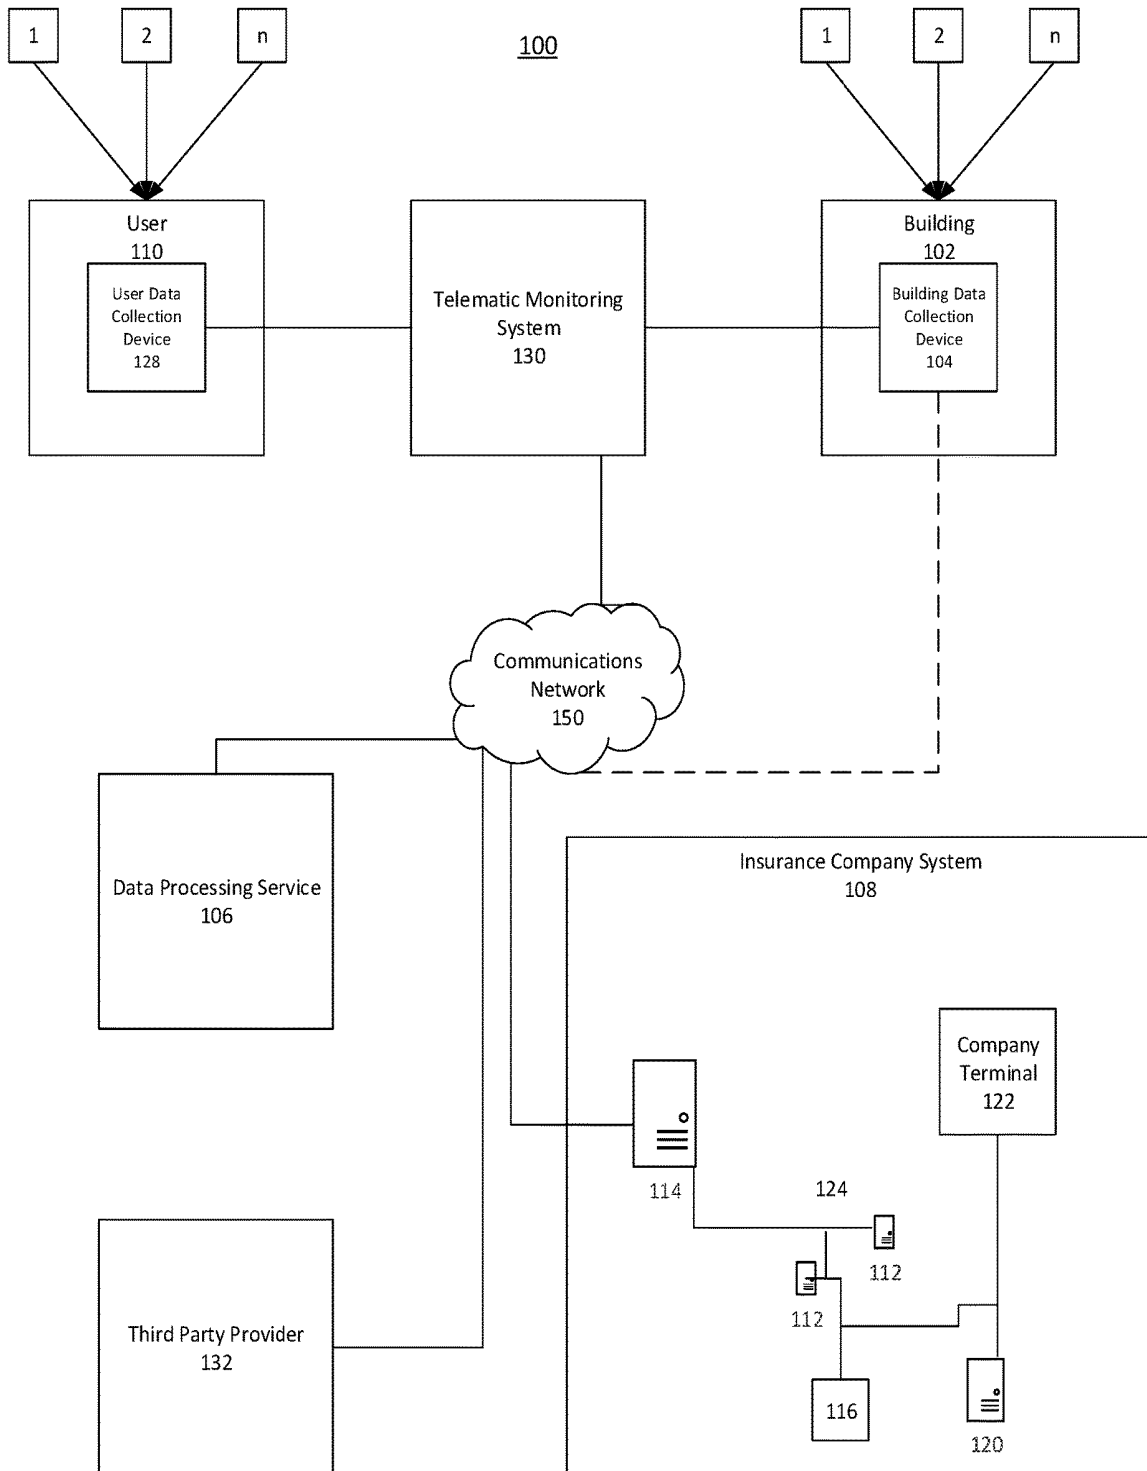 1
2
n
100
1
2
n
User
110
User Data
Collection
Device
128
Telematic Monitoring
System
130
Building
102
Building Data
Collection
Device
104
Communications
Network
150
Data Processing Service
106
Insurance Company System
108
Company
Terminal
122
114
124
112
112
Third Party Provider
132
116
120